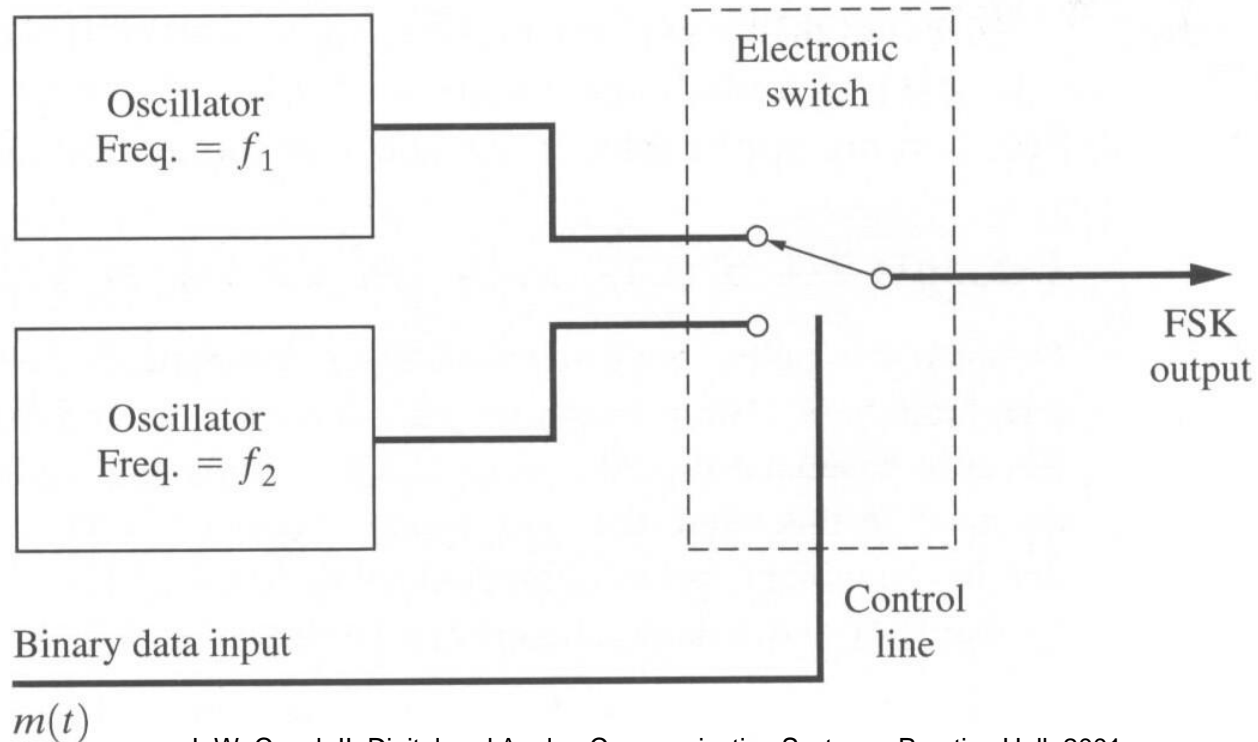 Oscillator
Freq. = f₁
Electronic
switch
Oscillator
Freq. = f₂
FSK
output
Control
line
Binary data input
m(t)